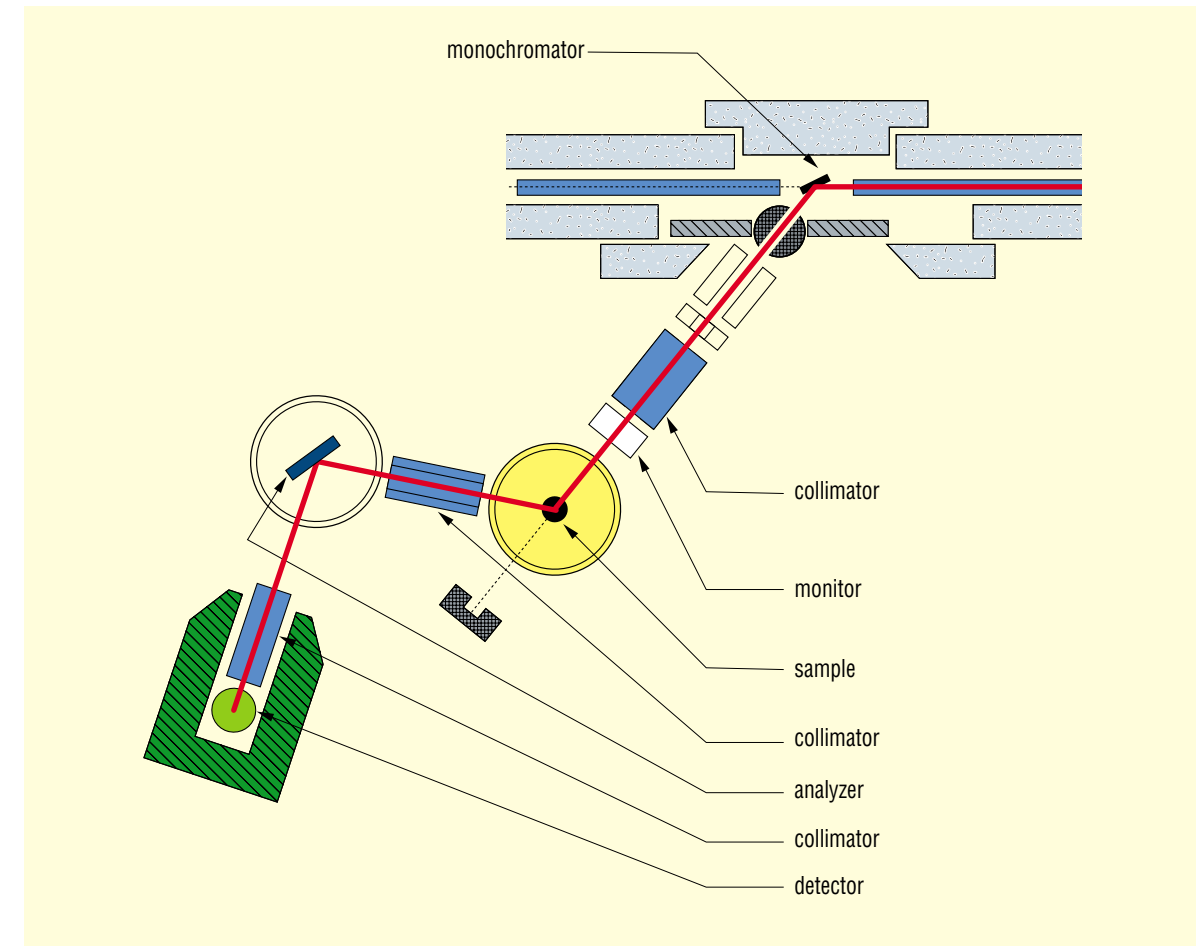 monochromator
collimator
monitor
sample
collimator
analyzer
collimator
detector